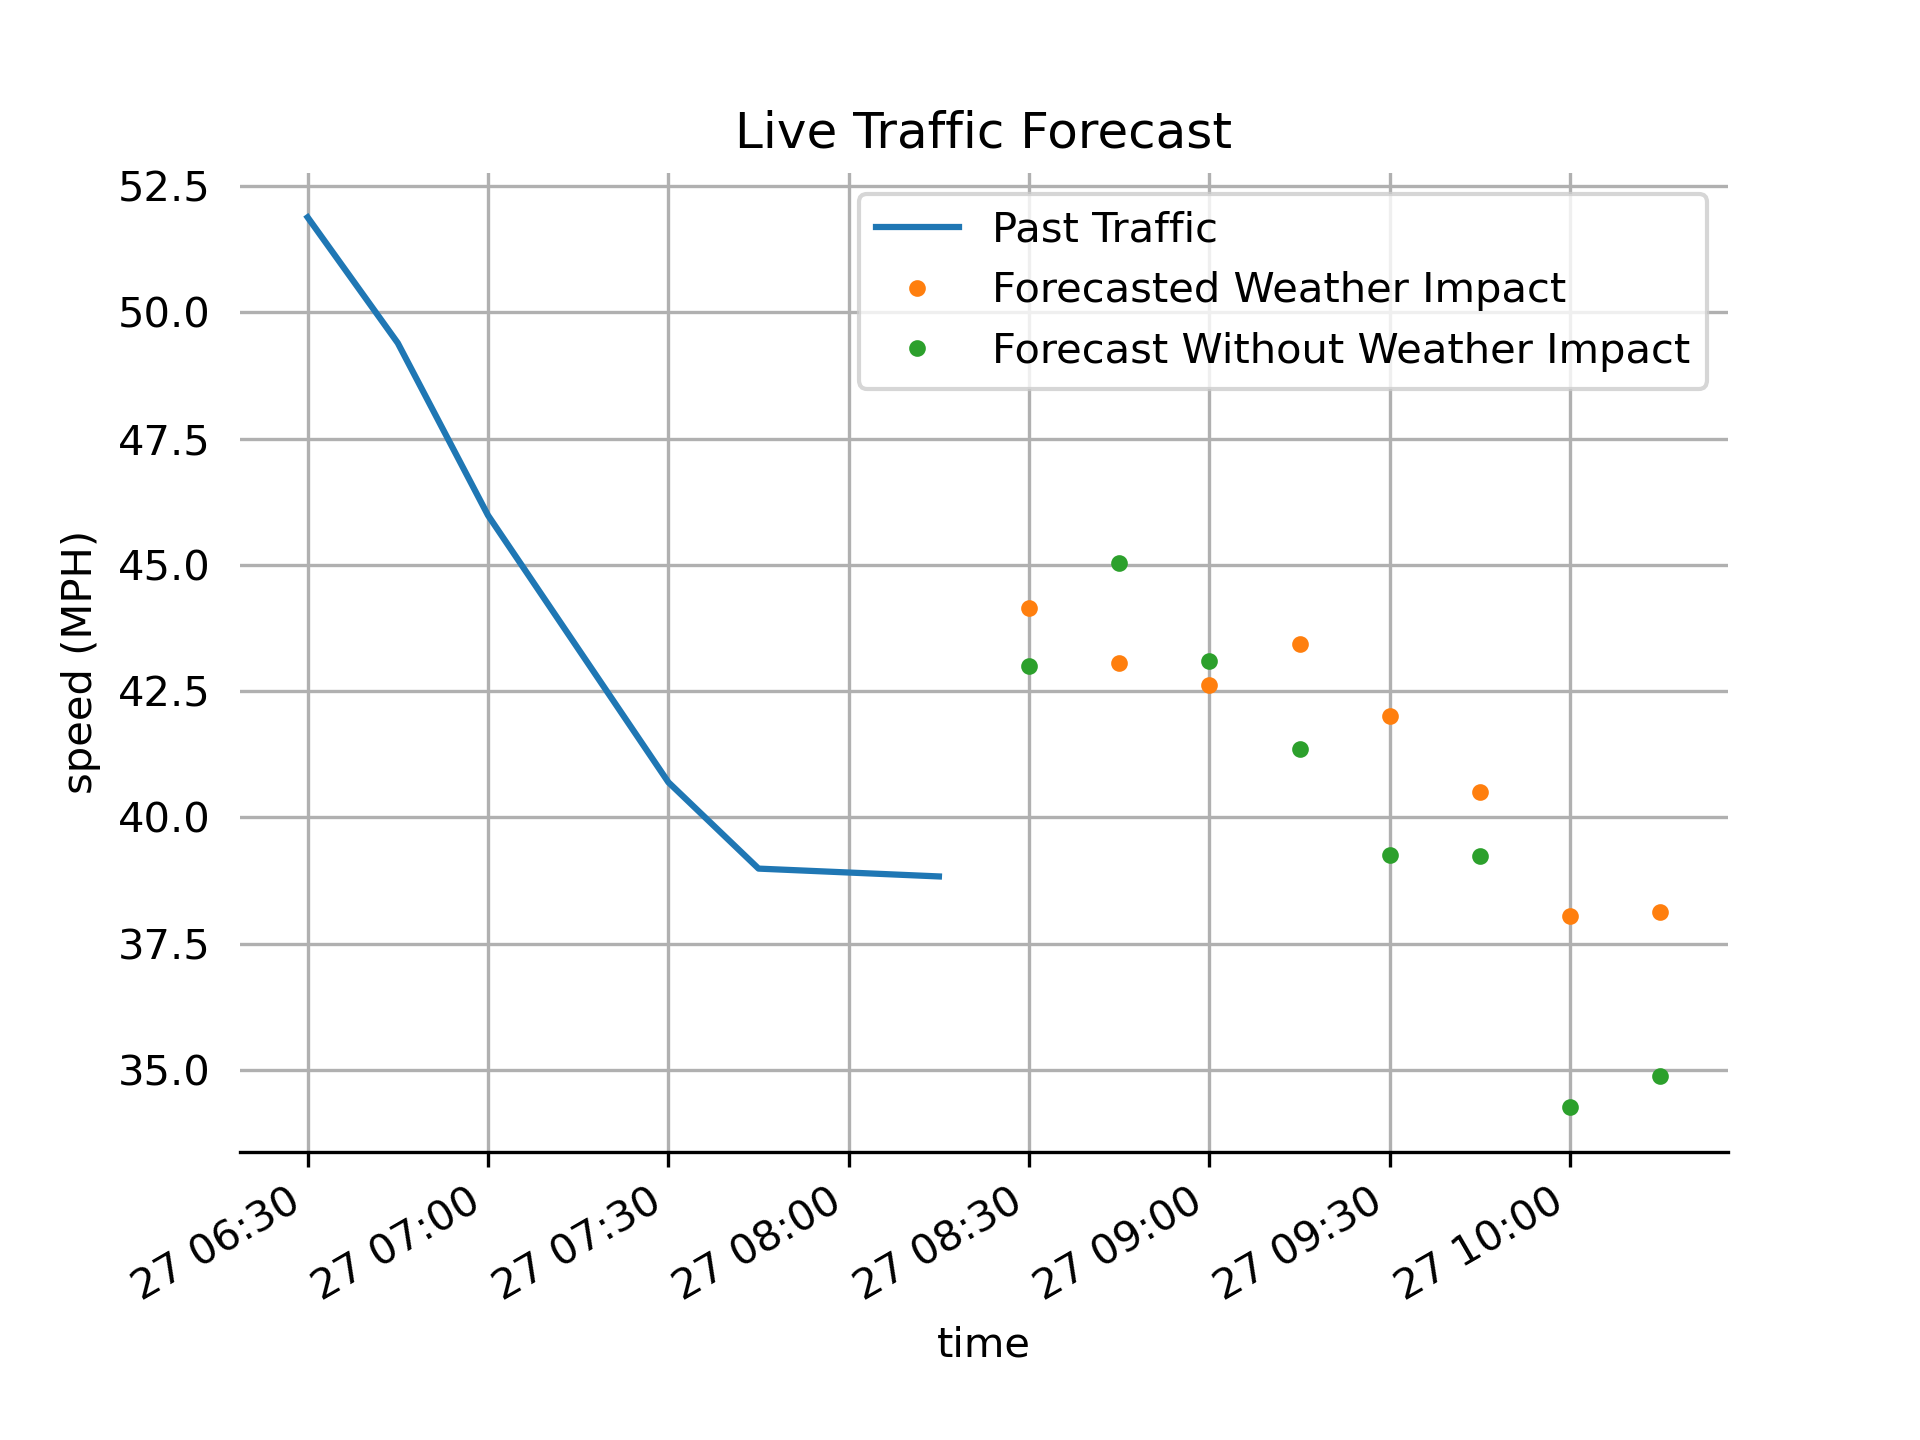 Live Traffic Forecast
52.5
50.0
47.5
45.0
42.5
40.0
37.5
35.0
speed (MPH)
Past Traffic
Forecasted Weather Impact
Forecast Without Weather Impact
27 06:30
27 07:00
27 07:30
27 08:00
27 08:30
27 09:00
27 09:30
27 10:00
time